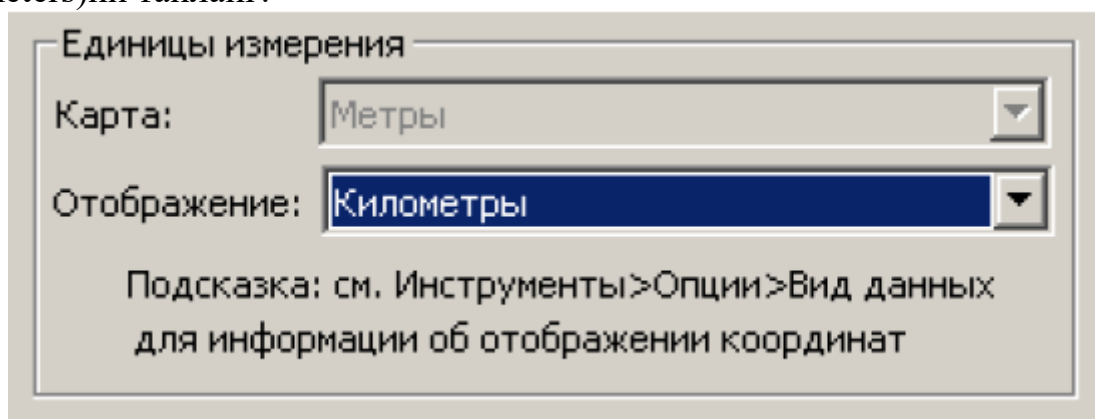 Единицы измерения
Карта: Метры
Отображение: Километры
Подсказка: см. Инструменты>Опции>Вид данных
для информации об отображении координат